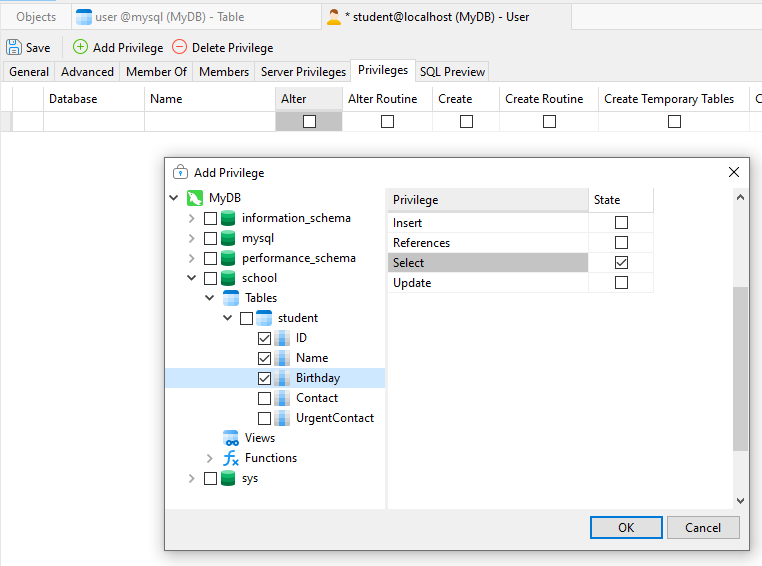 Objects user @mysql (MyDB) - Table * student@localhost (MyDB) - User
Save Add Privilege Delete Privilege
General Advanced Member Of Members Server Privileges Privileges SQL Preview
Database Name Alter Alter Routine Create Create Routine Create Temporary Tables C
Add Privilege
MyDB
information_schema
mysql
performance_schema
school
Tables
student
ID
Name
Birthday
Contact
UrgentContact
Views
Functions
sys
Privilege State
Insert
References
Select
Update
OK Cancel